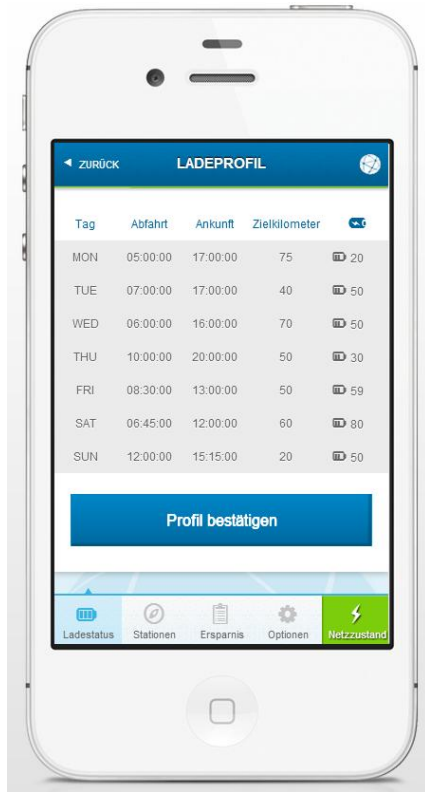 ZURÜCK LADEPROFIL
Tag Abfahrt Ankunft Zielkilometer
MON 05:00:00 17:00:00 75 20
TUE 07:00:00 17:00:00 40 50
WED 06:00:00 16:00:00 70 50
THU 10:00:00 20:00:00 50 30
FRI 08:30:00 13:00:00 50 59
SAT 06:45:00 12:00:00 60 80
SUN 12:00:00 15:15:00 20 50
Profil bestätigen
Ladestatus Stationen Ersparnis Optionen Netzzustand